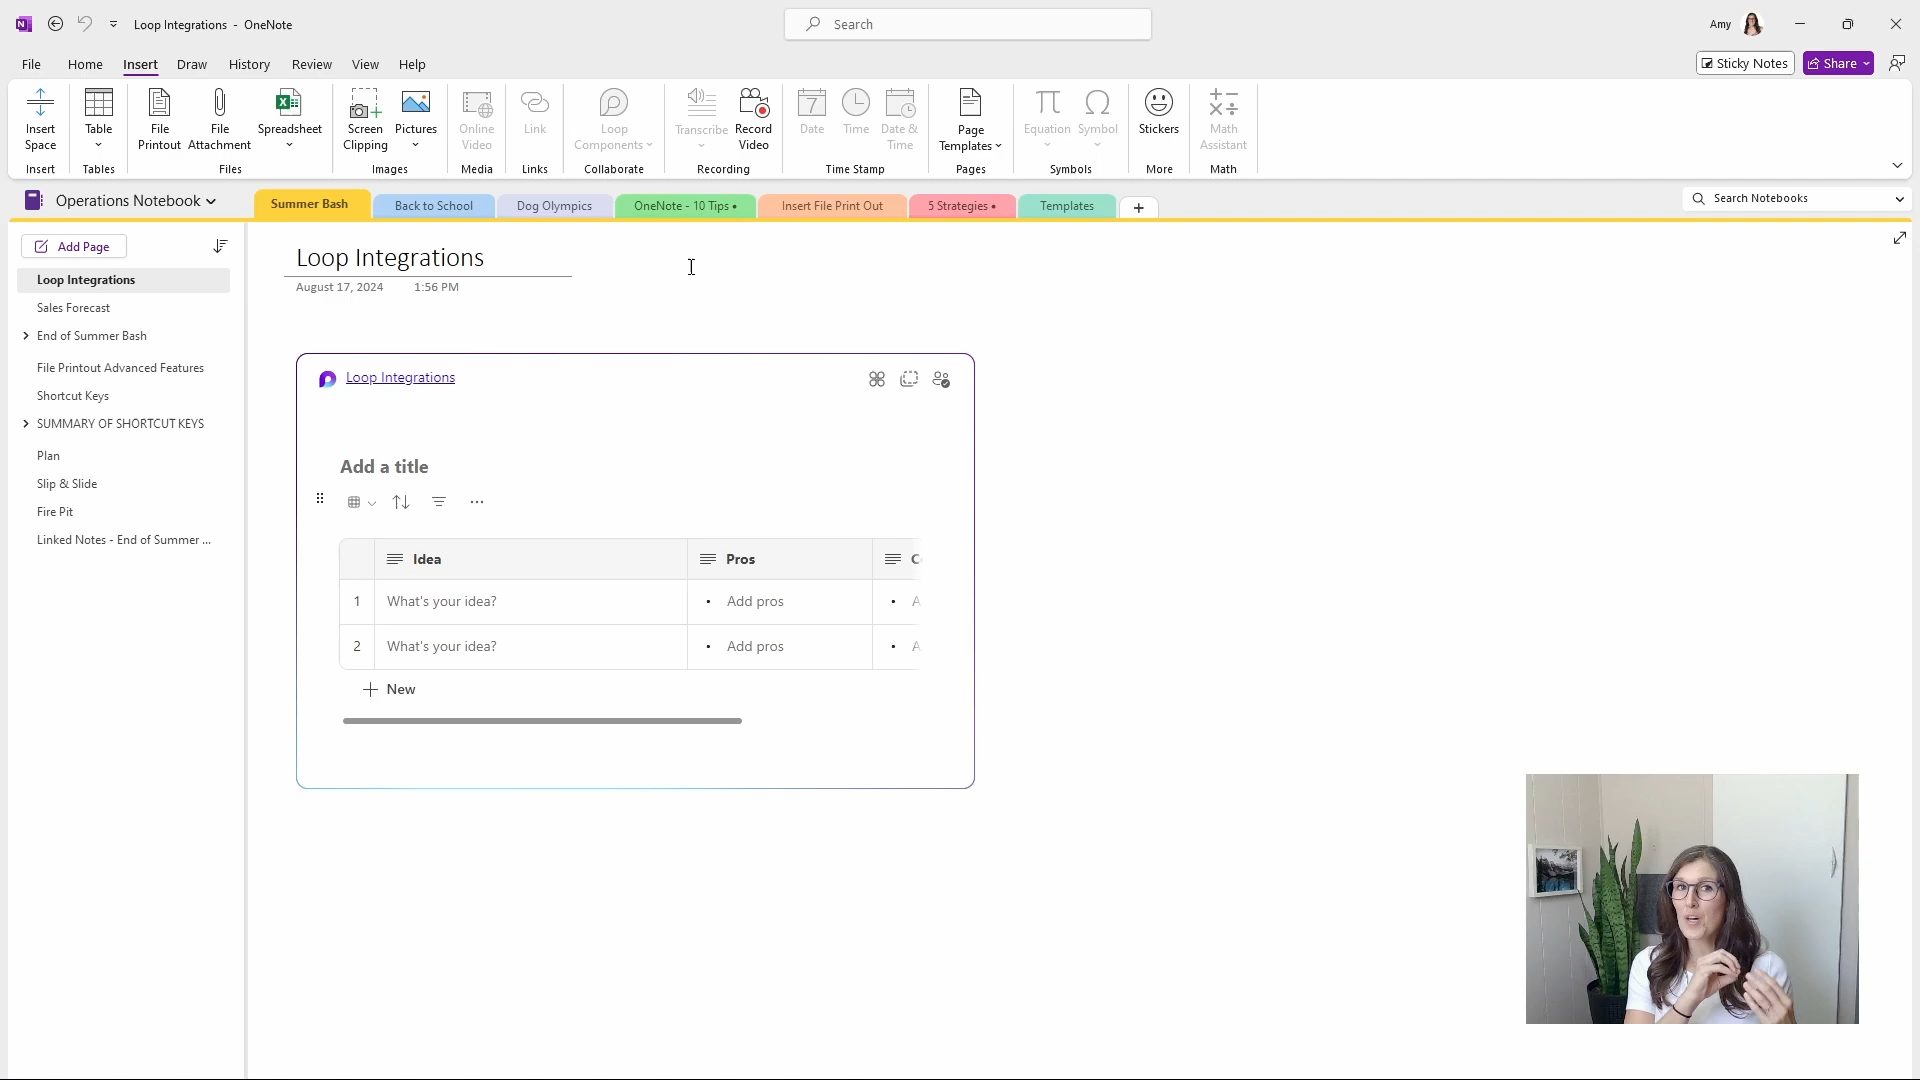 Loop Integrations - OneNote
Search
Amy
File Home Insert Draw History Review View Help
Sticky Notes
Share
Insert Space
Table
File Printout
File Attachment
Spreadsheet
Screen Clipping
Pictures
Online Video
Link
Loop Components
Transcribe
Record Video
7
Date
Time
Date & Time
Page Templates
Equation
Symbol
Stickers
Math Assistant
Insert Tables Files Images Media Links Collaborate Recording Time Stamp Pages Symbols More Math
Operations Notebook
Summer Bash
Back to School
Dog Olympics
OneNote - 10 Tips •
Insert File Print Out
5 Strategies •
Templates
Search Notebooks
Add Page
Loop Integrations
Sales Forecast
End of Summer Bash
File Printout Advanced Features
Shortcut Keys
SUMMARY OF SHORTCUT KEYS
Plan
Slip & Slide
Fire Pit
Linked Notes - End of Summer ...
Loop Integrations
August 17, 2024 1:56 PM
Loop Integrations
Add a title
Idea Pros
1 What's your idea? • Add pros
2 What's your idea? • Add pros
New